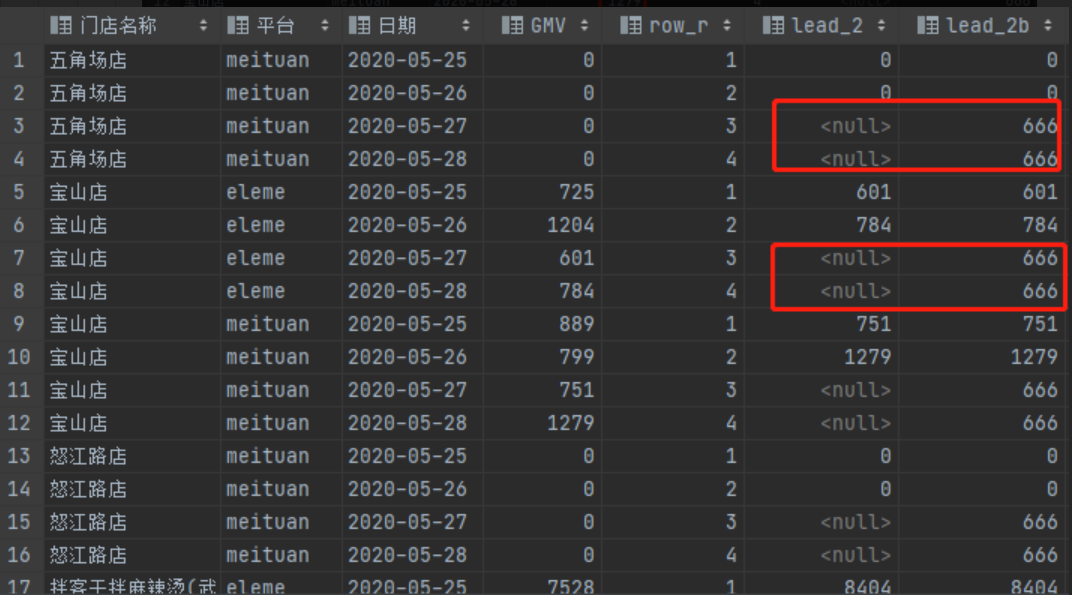 门店名称 平台 日期 GMV row_r lead_2 lead_2b
1 五角场店 meituan 2020-05-25 0 1 0 0
2 五角场店 meituan 2020-05-26 0 2 0 0
3 五角场店 meituan 2020-05-27 0 3 <null> 666
4 五角场店 meituan 2020-05-28 0 4 <null> 666
5 宝山店 eleme 2020-05-25 725 1 601 601
6 宝山店 eleme 2020-05-26 1204 2 784 784
7 宝山店 eleme 2020-05-27 601 3 <null> 666
8 宝山店 eleme 2020-05-28 784 4 <null> 666
9 宝山店 meituan 2020-05-25 889 1 751 751
10 宝山店 meituan 2020-05-26 799 2 1279 1279
11 宝山店 meituan 2020-05-27 751 3 <null> 666
12 宝山店 meituan 2020-05-28 1279 4 <null> 666
13 怒江路店 meituan 2020-05-25 0 1 0 0
14 怒江路店 meituan 2020-05-26 0 2 0 0
15 怒江路店 meituan 2020-05-27 0 3 <null> 666
16 怒江路店 meituan 2020-05-28 0 4 <null> 666
17 拌客干拌麻辣烫(武 eleme 2020-05-25 7528 1 8404 8404